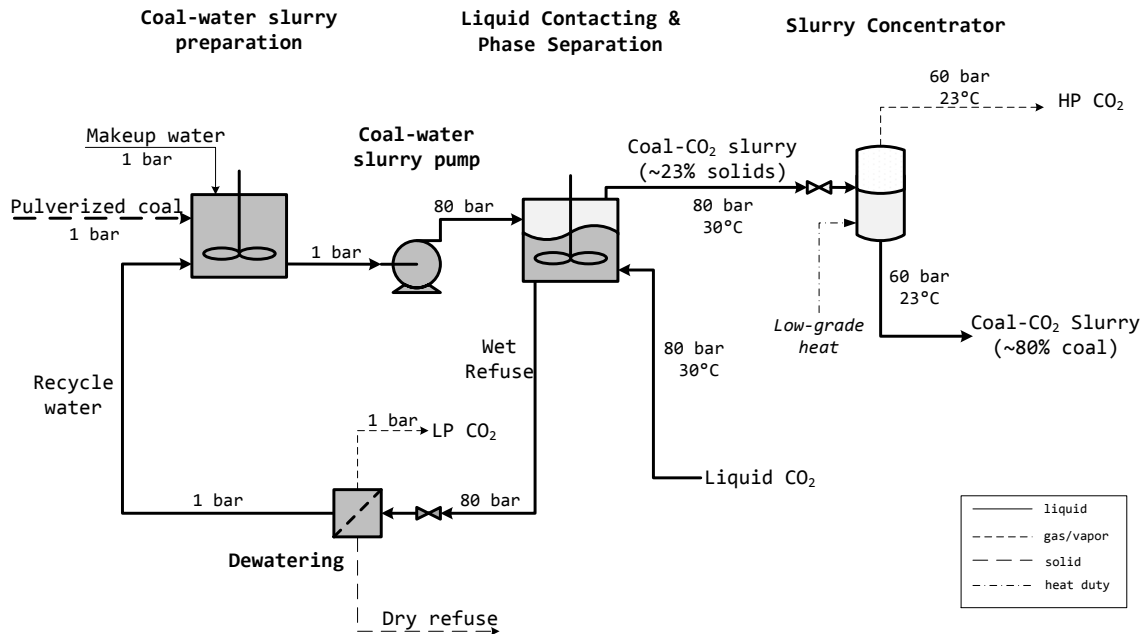 Coal-water slurry
preparation
Liquid Contacting &
Phase Separation
Slurry Concentrator
60 bar
23°C
HP CO₂
Makeup water
1 bar
Coal-water
slurry pump
Coal-CO₂ slurry
(~23% solids)
Pulverized coal
1 bar
80 bar
80 bar
30°C
1 bar
60 bar
23°C
Low-grade
heat
Coal-CO₂ Slurry
(~80% coal)
Wet
Refuse
80 bar
30°C
Recycle
water
1 bar
LP CO₂
Liquid CO₂
1 bar
80 bar
Dewatering
Dry refuse
liquid
gas/vapor
solid
heat duty